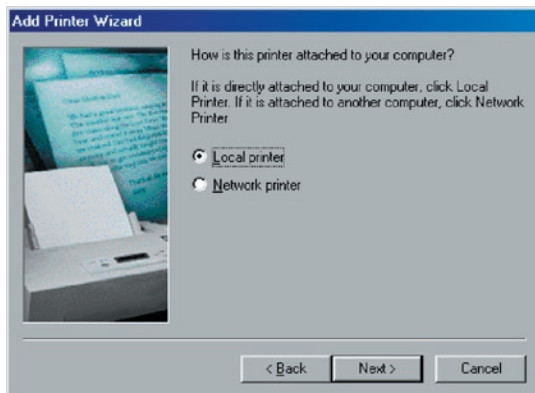 Add Printer Wizard
How is this printer attached to your computer?
If it is directly attached to your computer, click Local
Printer. If it is attached to another computer, click Network
Printer
Local printer
Network printer
< Back
Next >
Cancel